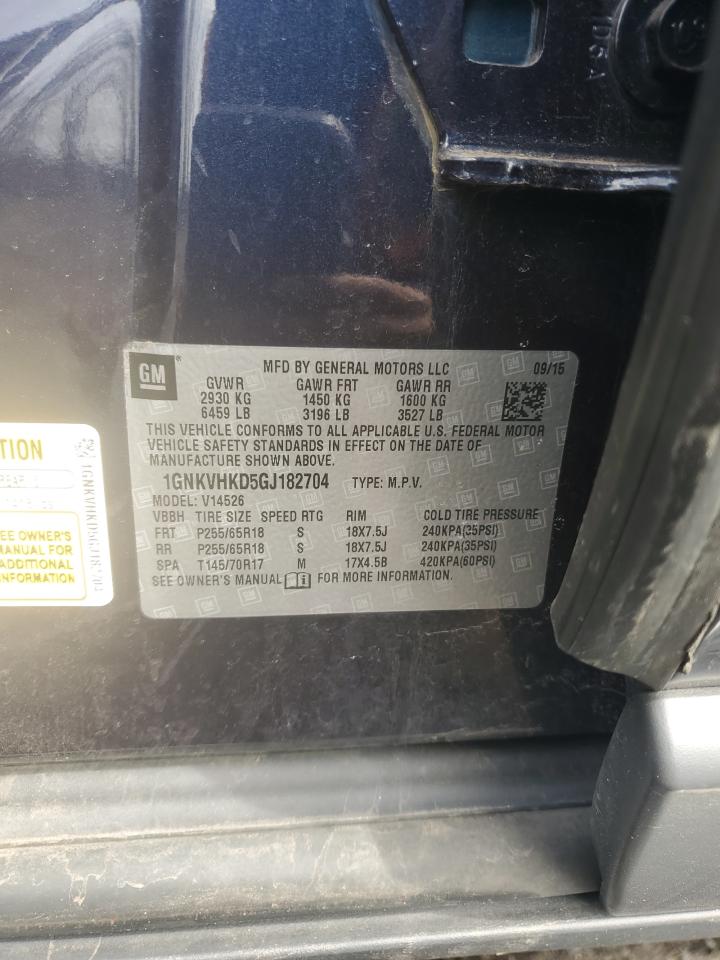 GM
MFD BY GENERAL MOTORS LLC 09/15
GVWR GAWR FRT GAWR RR
2930 KG 1450 KG 1600 KG
6459 LB 3196 LB 3527 LB
THIS VEHICLE CONFORMS TO ALL APPLICABLE U.S. FEDERAL MOTOR
VEHICLE SAFETY STANDARDS IN EFFECT ON THE DATE OF
MANUFACTURE SHOWN ABOVE.
1GNKVHKD5GJ182704 TYPE: M.P.V.
MODEL: V14526
VBBH TIRE SIZE SPEED RTG RIM COLD TIRE PRESSURE
FRT P255/65R18 S 18X7.5J 240KPA(35PSI)
RR P255/65R18 S 18X7.5J 240KPA(35PSI)
SPA T145/70R17 M 17X4.5B 420KPA(60PSI)
SEE OWNER'S MANUAL FOR MORE INFORMATION.
TION
SEE OWNER'S
MANUAL FOR
ADDITIONAL
INFORMATION
1GNKVHKD5GJ182704